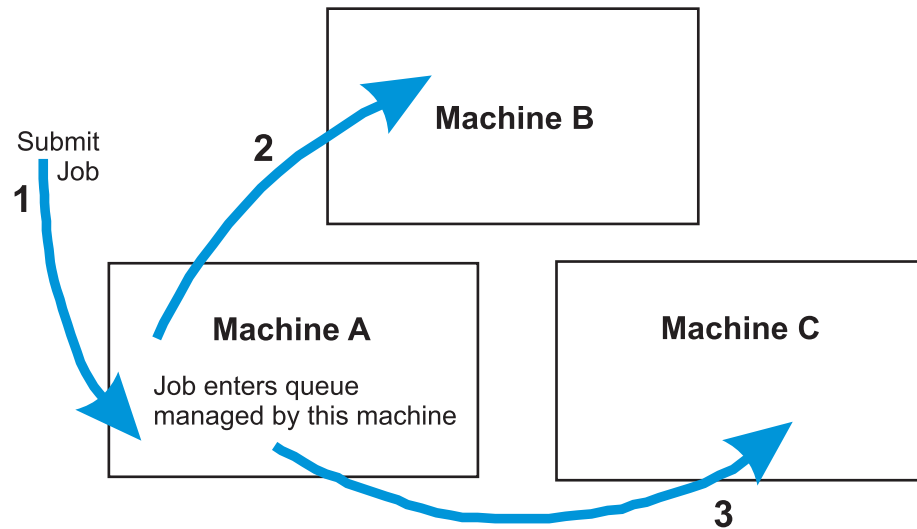 Machine B
2
Submit
Job
1
Machine A
Machine C
Job enters queue
managed by this machine
3